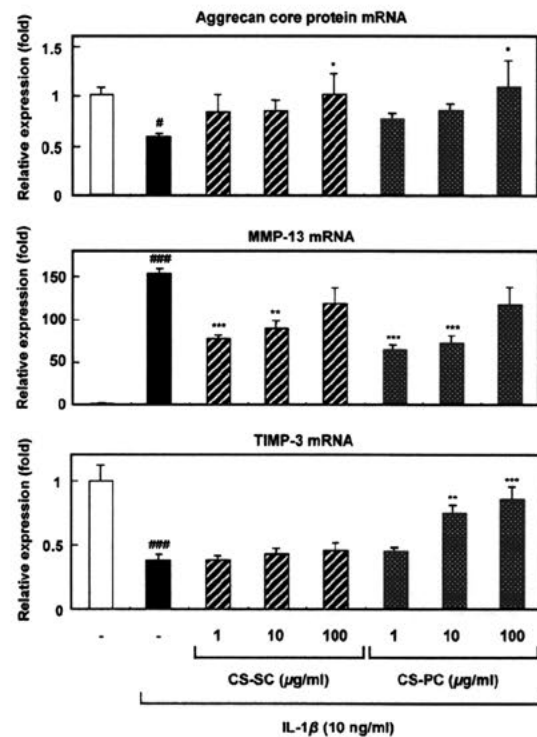 Aggrecan core protein mRNA
Relative expression (fold)
1.5
1
0.5
0
#
*
*
MMP-13 mRNA
Relative expression (fold)
150
100
50
0
###
***
**
***
***
TIMP-3 mRNA
Relative expression (fold)
1
0.5
0
###
**
***
- - 1 10 100 1 10 100
CS-SC (µg/ml) CS-PC (µg/ml)
IL-1β (10 ng/ml)